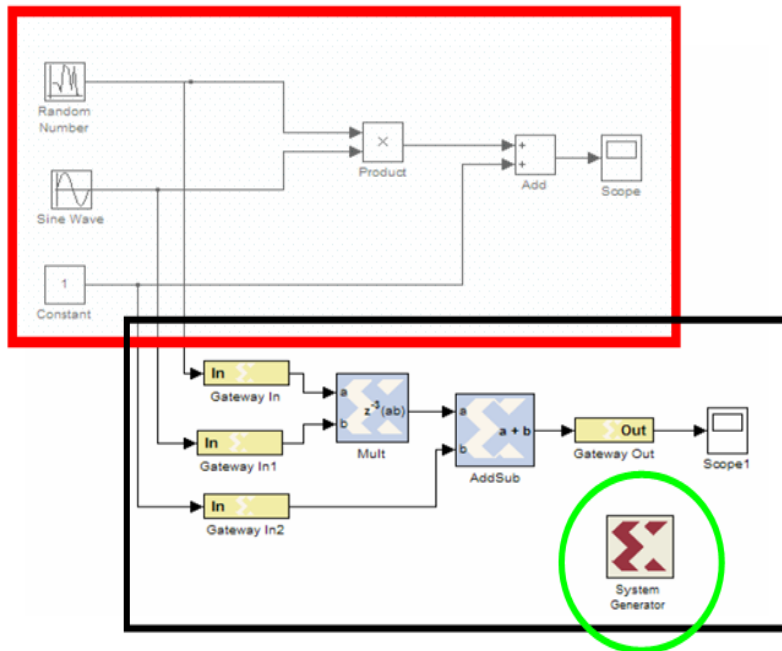 Random
Number
×
Product
+
+
Add
Scope
Sine Wave
1
Constant
In
Gateway In
a
b
z⁻³(ab)
Mult
In
Gateway In1
a
b
a + b
AddSub
Out
Gateway Out
Scope1
In
Gateway In2
System
Generator